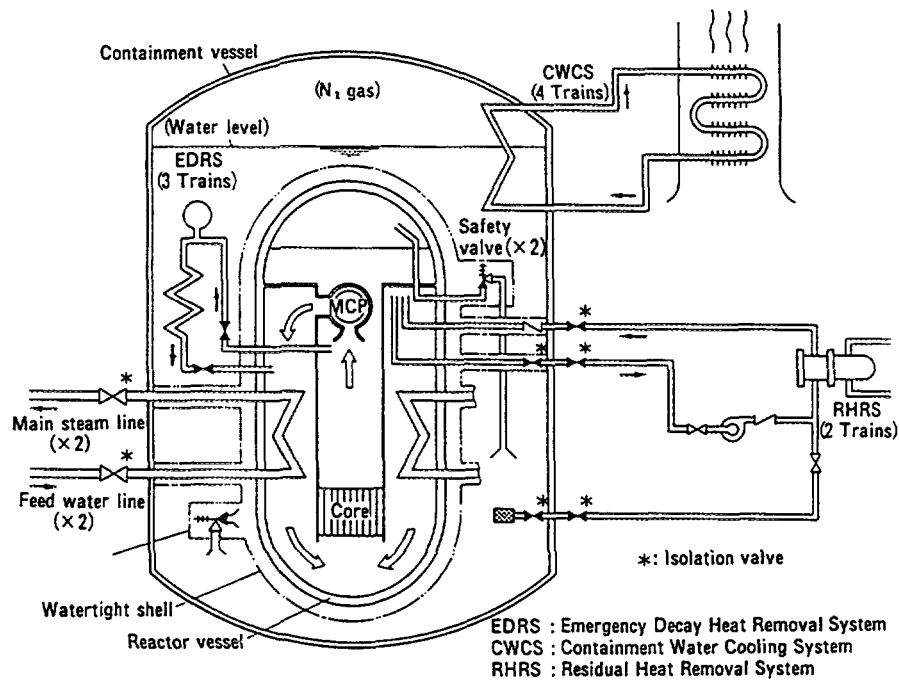 Containment vessel
(N₂ gas)
CWCS
(4 Trains)
(Water level)
EDRS
(3 Trains)
Safety
valve(×2)
MCP
*
*
*
*
*
Main steam line
(×2)
RHRS
(2 Trains)
*
Feed water line
(×2)
Core
*
*
*: Isolation valve
Watertight shell
Reactor vessel
EDRS : Emergency Decay Heat Removal System
CWCS : Containment Water Cooling System
RHRS : Residual Heat Removal System